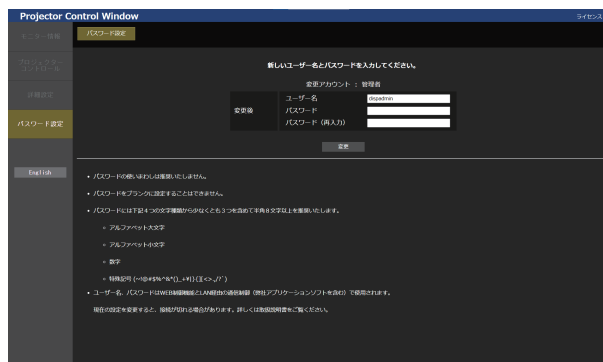 Projector Control Window
ライセンス
モニター情報
パスワード設定
プロジェクター
コントロール
詳細設定
パスワード設定
English
新しいユーザー名とパスワードを入力してください。
変更アカウント : 管理者
変更後
ユーザー名
dispadmin
パスワード
パスワード (再入力)
変更
• パスワードの使いまわしは推奨いたしません。
• パスワードをブランクに設定することはできません。
• パスワードには下記４つの文字種類から少なくとも３つを含めて半角８文字以上を推奨いたします。
○ アルファベット大文字
○ アルファベット小文字
○ 数字
○ 特殊記号
• ユーザー名、パスワードはWEB制御機能とLAN経由の通信制御 (弊社アプリケーションソフトを含む) で使用されます。
現在の設定を変更すると、接続が切れる場合があります。詳しくは取扱説明書をご覧ください。